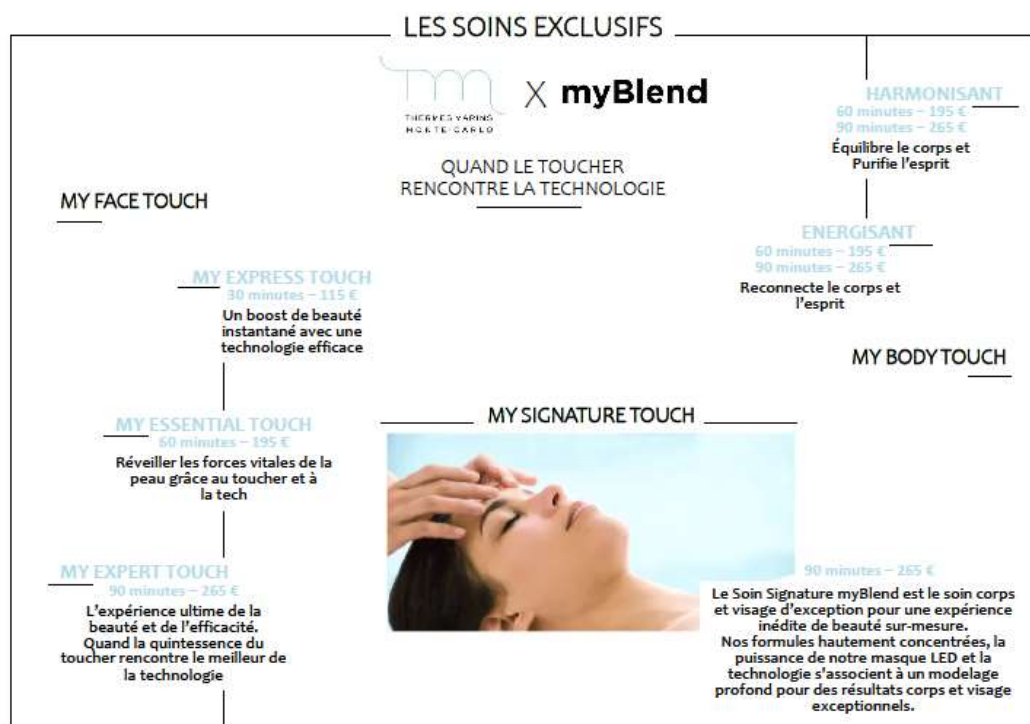 LES SOINS EXCLUSIFS
THERMES MARINS
MONTE-CARLO
X myBlend
QUAND LE TOUCHER
RENCONTRE LA TECHNOLOGIE
MY FACE TOUCH
MY EXPRESS TOUCH
30 minutes – 115 €
Un boost de beauté
instantané avec une
technologie efficace
MY ESSENTIAL TOUCH
60 minutes – 195 €
Réveiller les forces vitales de la
peau grâce au toucher et à
la tech
MY EXPERT TOUCH
90 minutes – 265 €
L'expérience ultime de la
beauté et de l'efficacité.
Quand la quintessence du
toucher rencontre le meilleur de
la technologie
HARMONISANT
60 minutes – 195 €
90 minutes – 265 €
Équilibre le corps et
Purifie l'esprit
ENERGISANT
60 minutes – 195 €
90 minutes – 265 €
Reconnecte le corps et
l'esprit
MY BODY TOUCH
MY SIGNATURE TOUCH
90 minutes – 265 €
Le Soin Signature myBlend est le soin corps
et visage d'exception pour une expérience
inédite de beauté sur-mesure.
Nos formules hautement concentrées, la
puissance de notre masque LED et la
technologie s'associent à un modelage
profond pour des résultats corps et visage
exceptionnels.